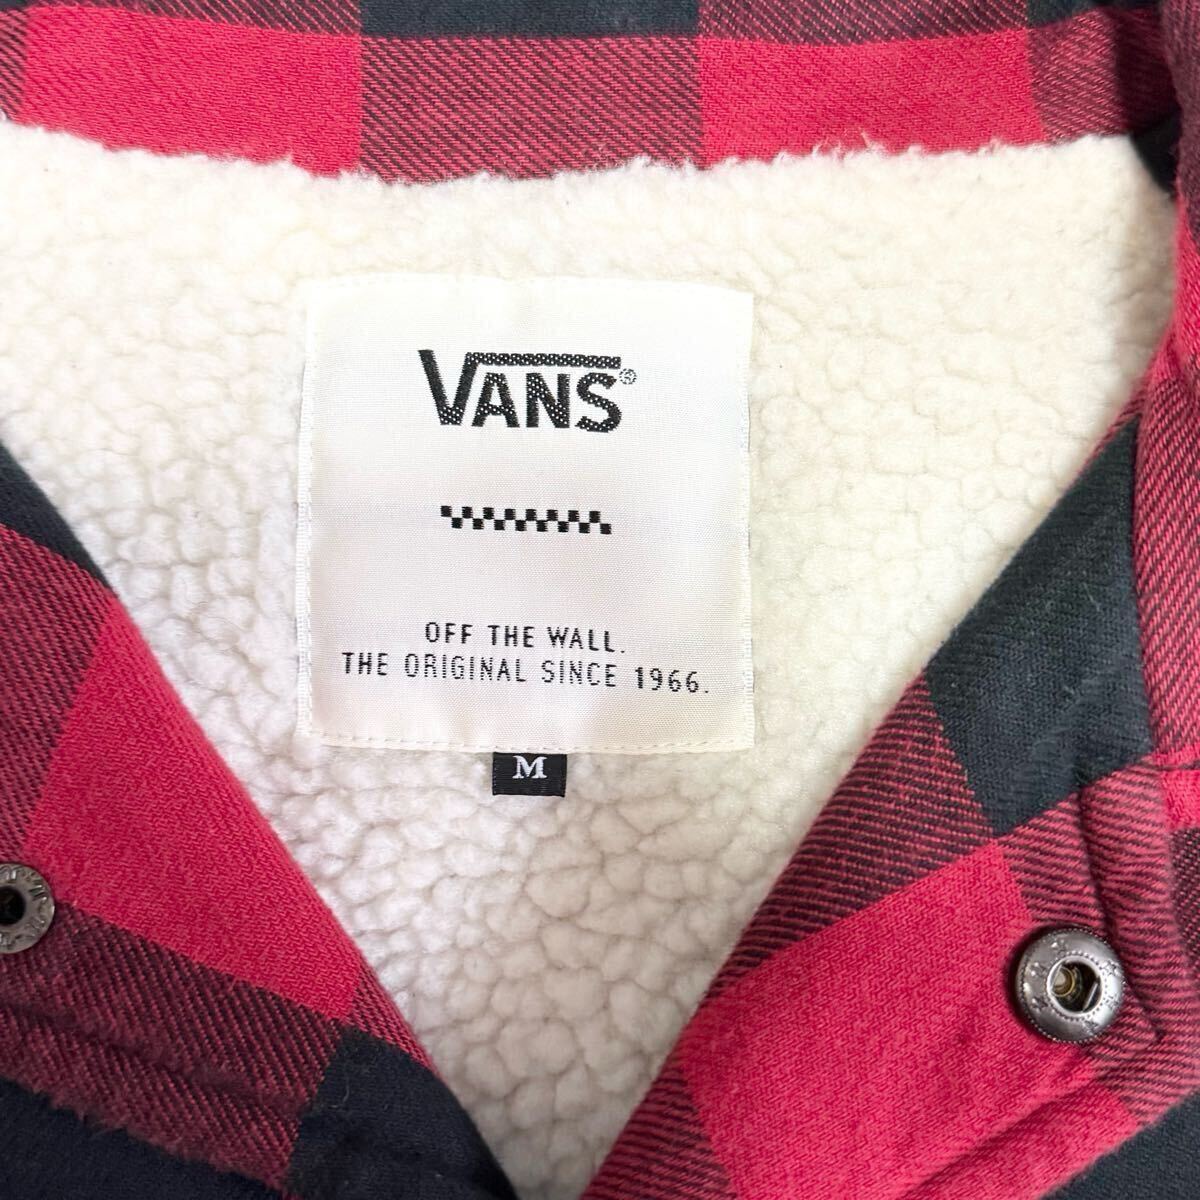 VANS®
OFF THE WALL.
THE ORIGINAL SINCE 1966.
M